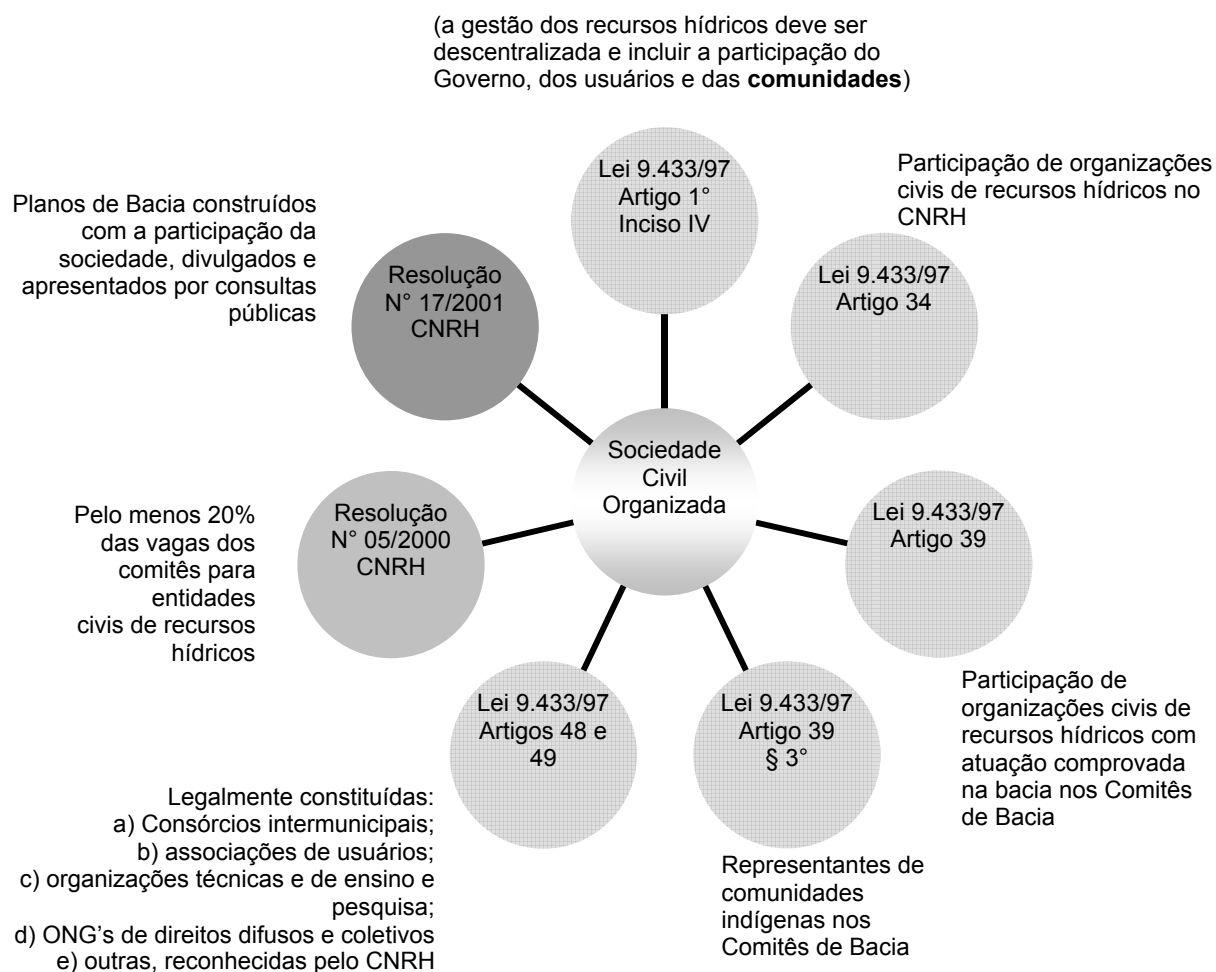 (a gestão dos recursos hídricos deve ser
descentralizada e incluir a participação do
Governo, dos usuários e das comunidades)
Lei 9.433/97
Artigo 1°
Inciso IV
Participação de organizações
civis de recursos hídricos no
CNRH
Lei 9.433/97
Artigo 34
Lei 9.433/97
Artigo 39
Participação de
organizações civis de
recursos hídricos com
atuação comprovada
na bacia nos Comitês
de Bacia
Lei 9.433/97
Artigo 39
§ 3°
Representantes de
comunidades
indígenas nos
Comitês de Bacia
Lei 9.433/97
Artigos 48 e
49
Legalmente constituídas:
a) Consórcios intermunicipais;
b) associações de usuários;
c) organizações técnicas e de ensino e
pesquisa;
d) ONG's de direitos difusos e coletivos
e) outras, reconhecidas pelo CNRH
Resolução
N° 05/2000
CNRH
Pelo menos 20%
das vagas dos
comitês para
entidades
civis de recursos
hídricos
Resolução
N° 17/2001
CNRH
Planos de Bacia construídos
com a participação da
sociedade, divulgados e
apresentados por consultas
públicas
Sociedade
Civil
Organizada